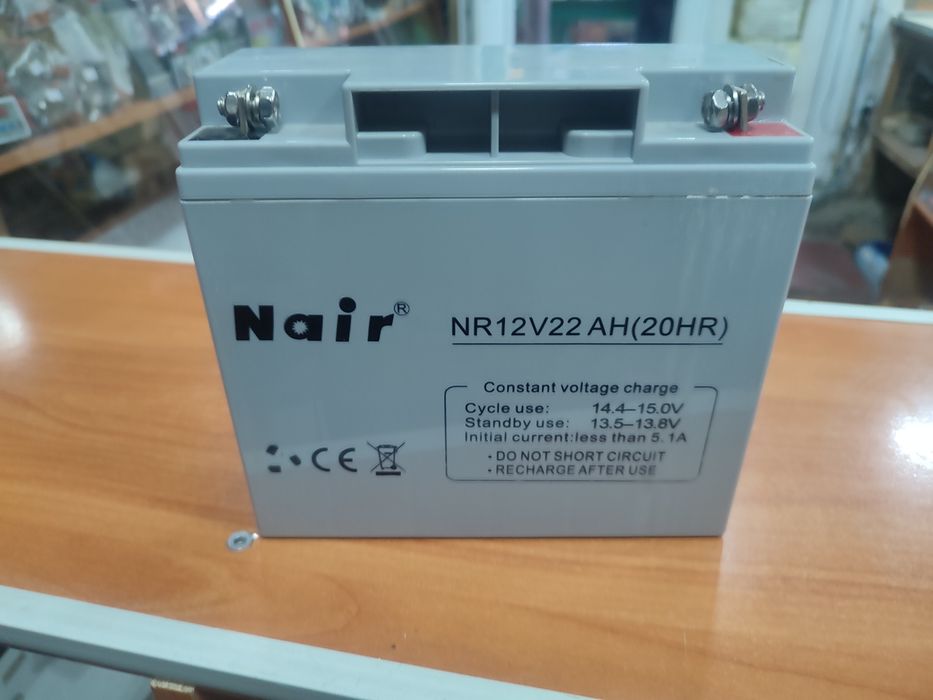 Nair®
NR12V22 AH(20HR)
Constant voltage charge
Cycle use: 14.4–15.0V
Standby use: 13.5–13.8V
Initial current:less than 5.1A
· DO NOT SHORT CIRCUIT
· RECHARGE AFTER USE
CE